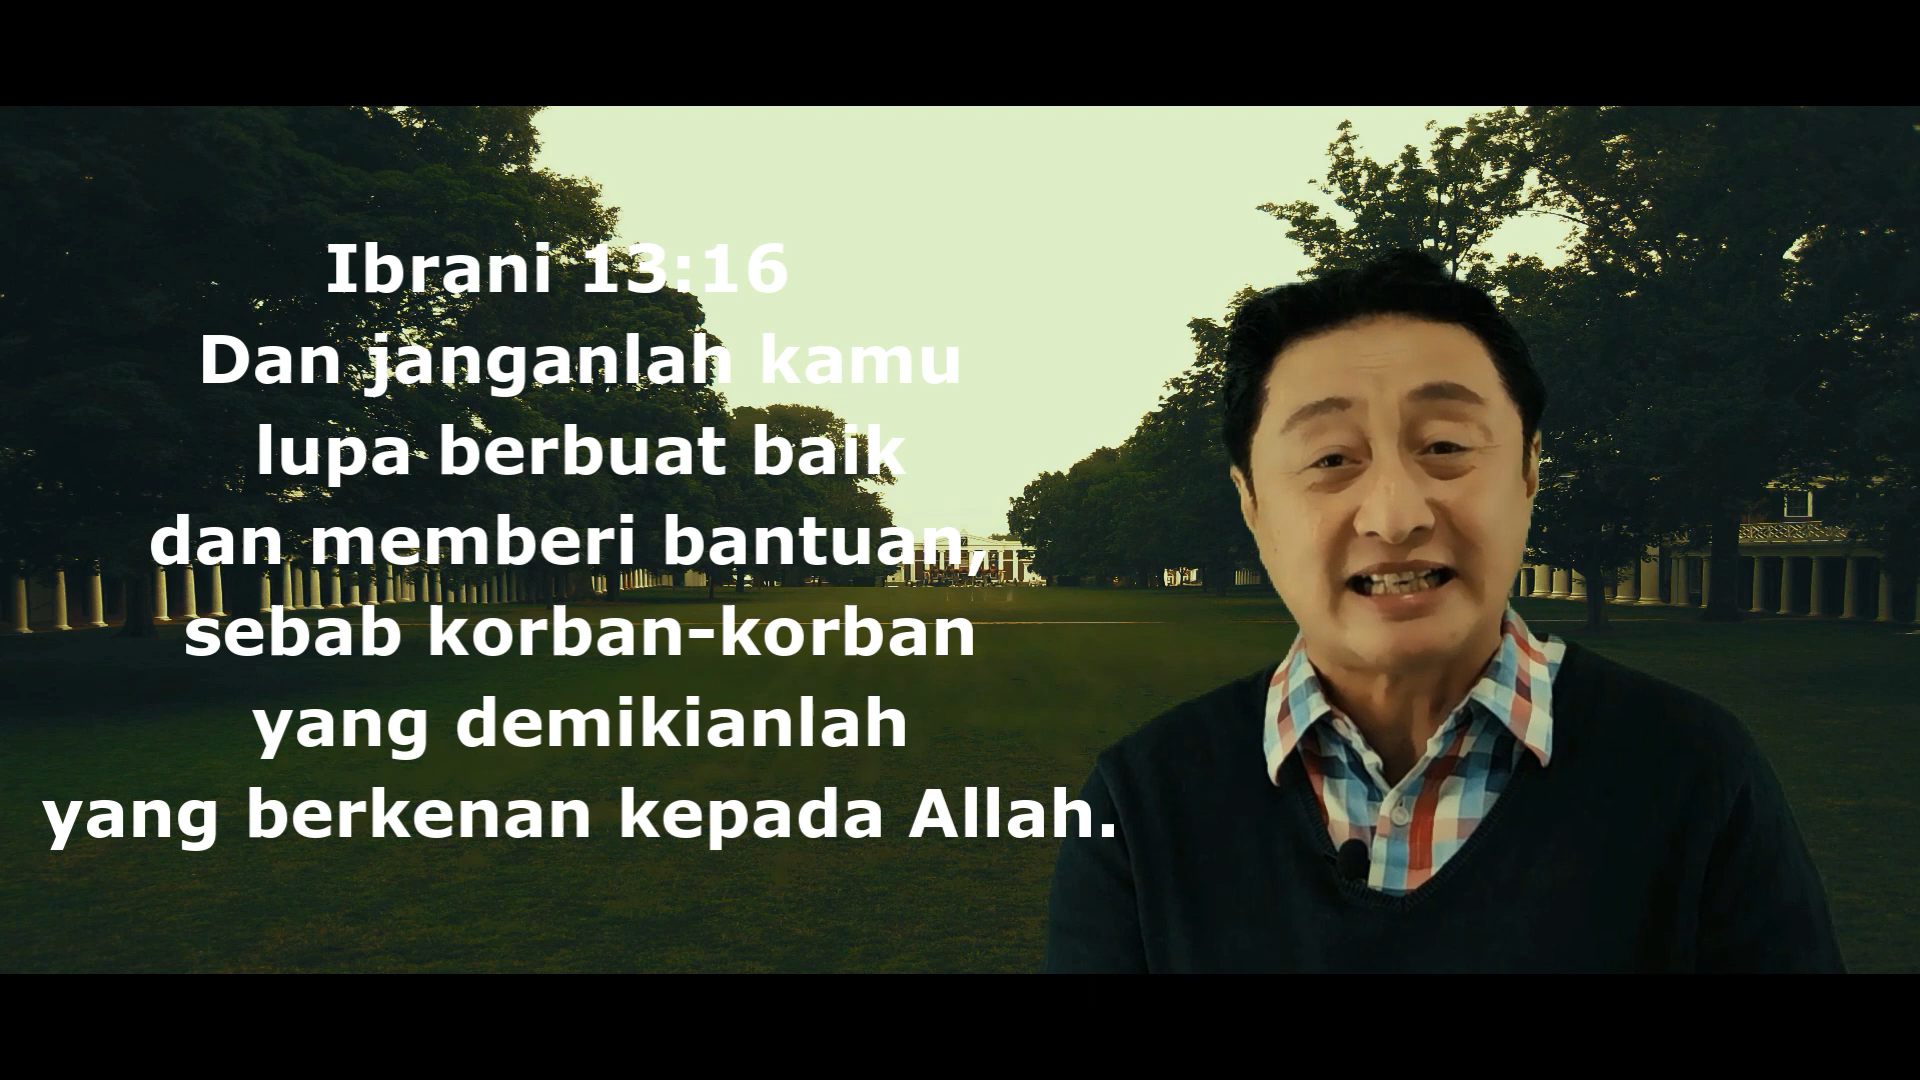 Ibrani 13:16
Dan janganlah kamu
lupa berbuat baik
dan memberi bantuan,
sebab korban-korban
yang demikianlah
yang berkenan kepada Allah.